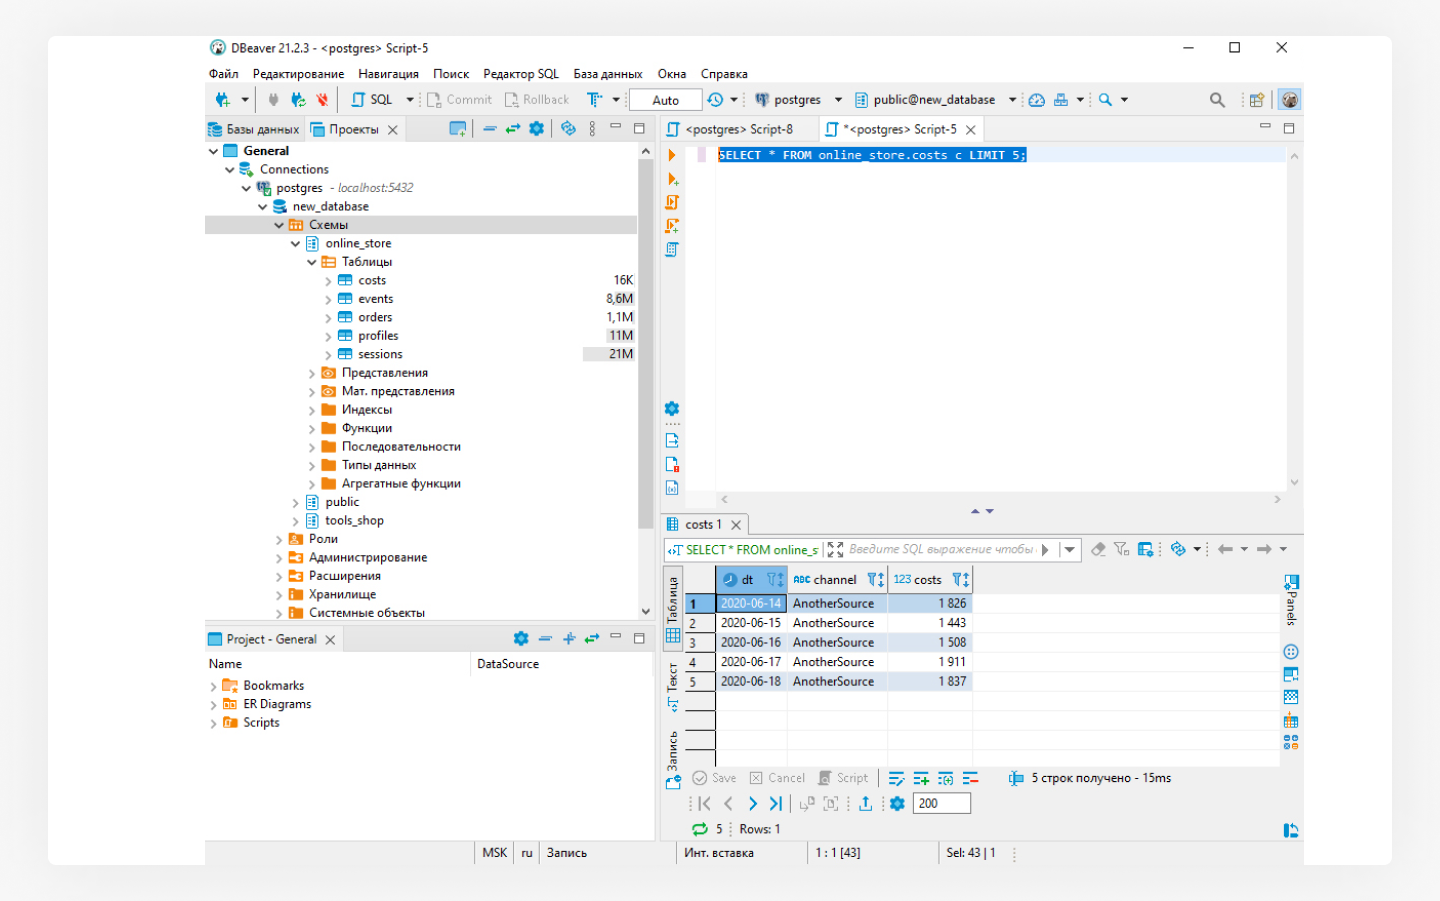 DBeaver 21.2.3 - <postgres> Script-5
Файл Редактирование Навигация Поиск Редактор SQL База данных Окна Справка
SQL Commit Rollback Auto postgres public@new_database
Базы данных Проекты
General
Connections
postgres - localhost:5432
new_database
Схемы
online_store
Таблицы
costs 16K
events 8,6M
orders 1,1M
profiles 11M
sessions 21M
Представления
Мат. представления
Индексы
Функции
Последовательности
Типы данных
Агрегатные функции
public
tools_shop
Роли
Администрирование
Расширения
Хранилище
Системные объекты
Project - General
Name DataSource
Bookmarks
ER Diagrams
Scripts
<postgres> Script-8 *<postgres> Script-5
SELECT * FROM online_store.costs c LIMIT 5;
costs 1
SELECT * FROM online_s Введите SQL выражение чтобы
dt ABC channel 123 costs
1 2020-06-14 AnotherSource 1 826
2 2020-06-15 AnotherSource 1 443
3 2020-06-16 AnotherSource 1 508
4 2020-06-17 AnotherSource 1 911
5 2020-06-18 AnotherSource 1 837
Таблица
Текст
Запись
Panels
Save Cancel Script 5 строк получено - 15ms
200
5 Rows: 1
MSK ru Запись Инт. вставка 1 : 1 [43] Sel: 43 | 1